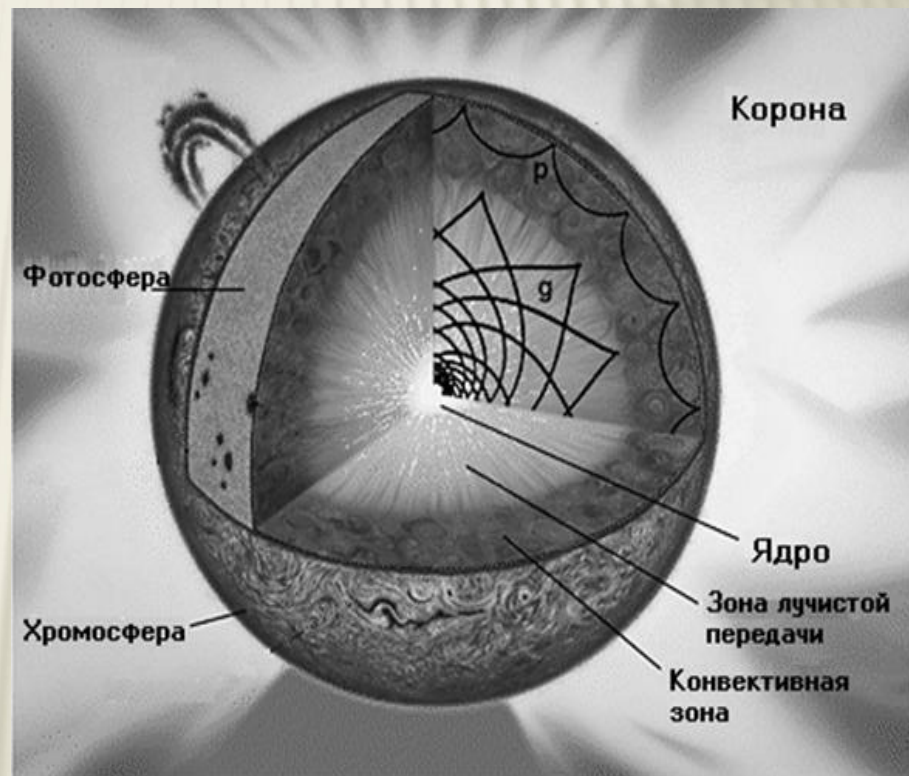 Корона
p
Фотосфера
g
Ядро
Зона лучистой
передачи
Хромосфера
Конвективная
зона